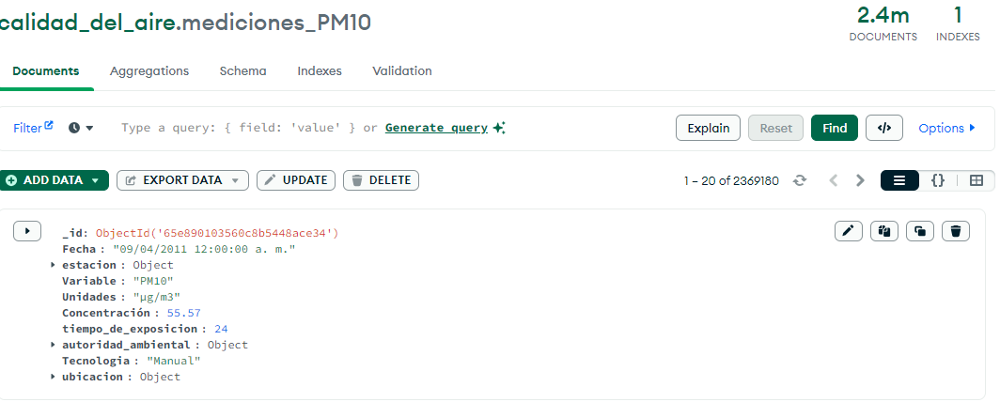 calidad_del_aire.mediciones_PM10
2.4m 1
DOCUMENTS INDEXES
Documents Aggregations Schema Indexes Validation
Filter Type a query: { field: 'value' } or Generate query Explain Reset Find </> Options
ADD DATA EXPORT DATA UPDATE DELETE 1 – 20 of 2369180 {}
_id: ObjectId('65e890103560c8b5448ace34')
Fecha : "09/04/2011 12:00:00 a. m."
estacion : Object
Variable : "PM10"
Unidades : "µg/m3"
Concentración : 55.57
tiempo_de_exposicion : 24
autoridad_ambiental : Object
Tecnologia : "Manual"
ubicacion : Object